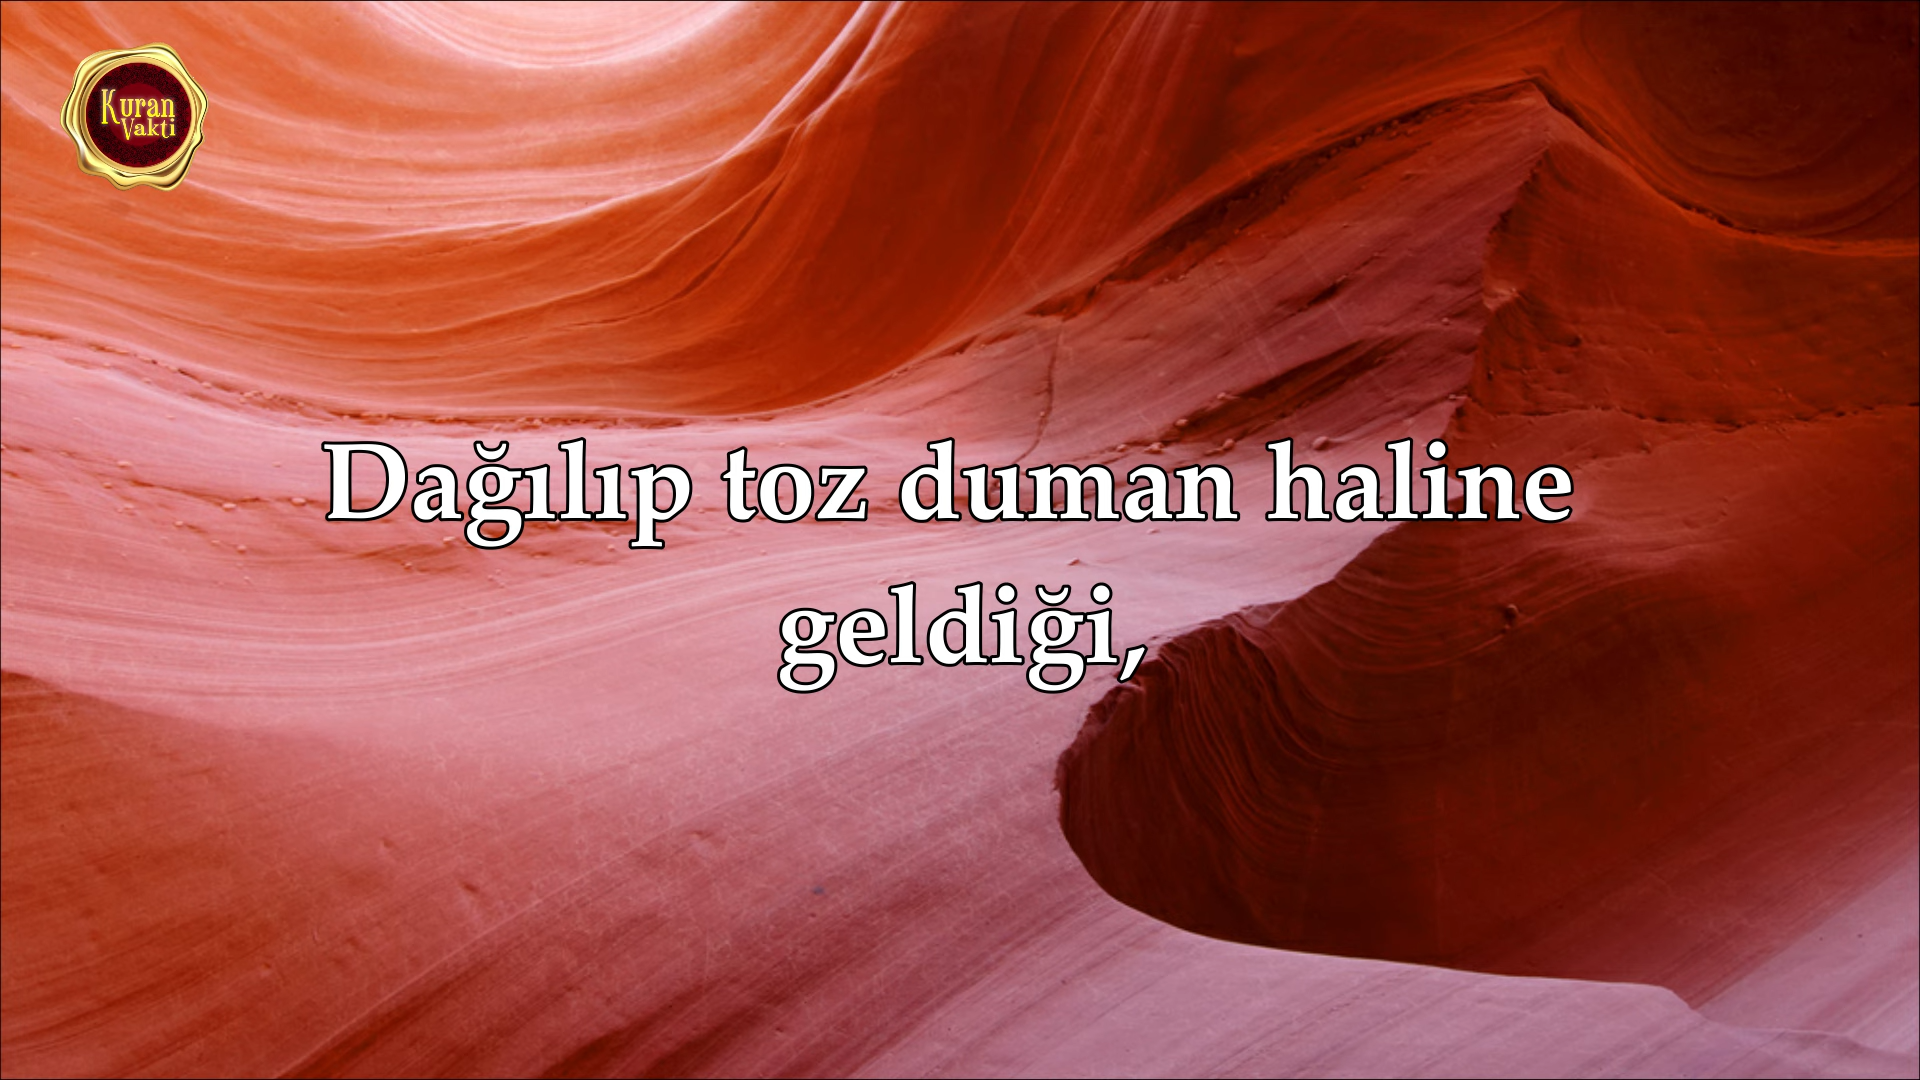 Kuran
Vakti
Dağılıp toz duman haline
geldiği,